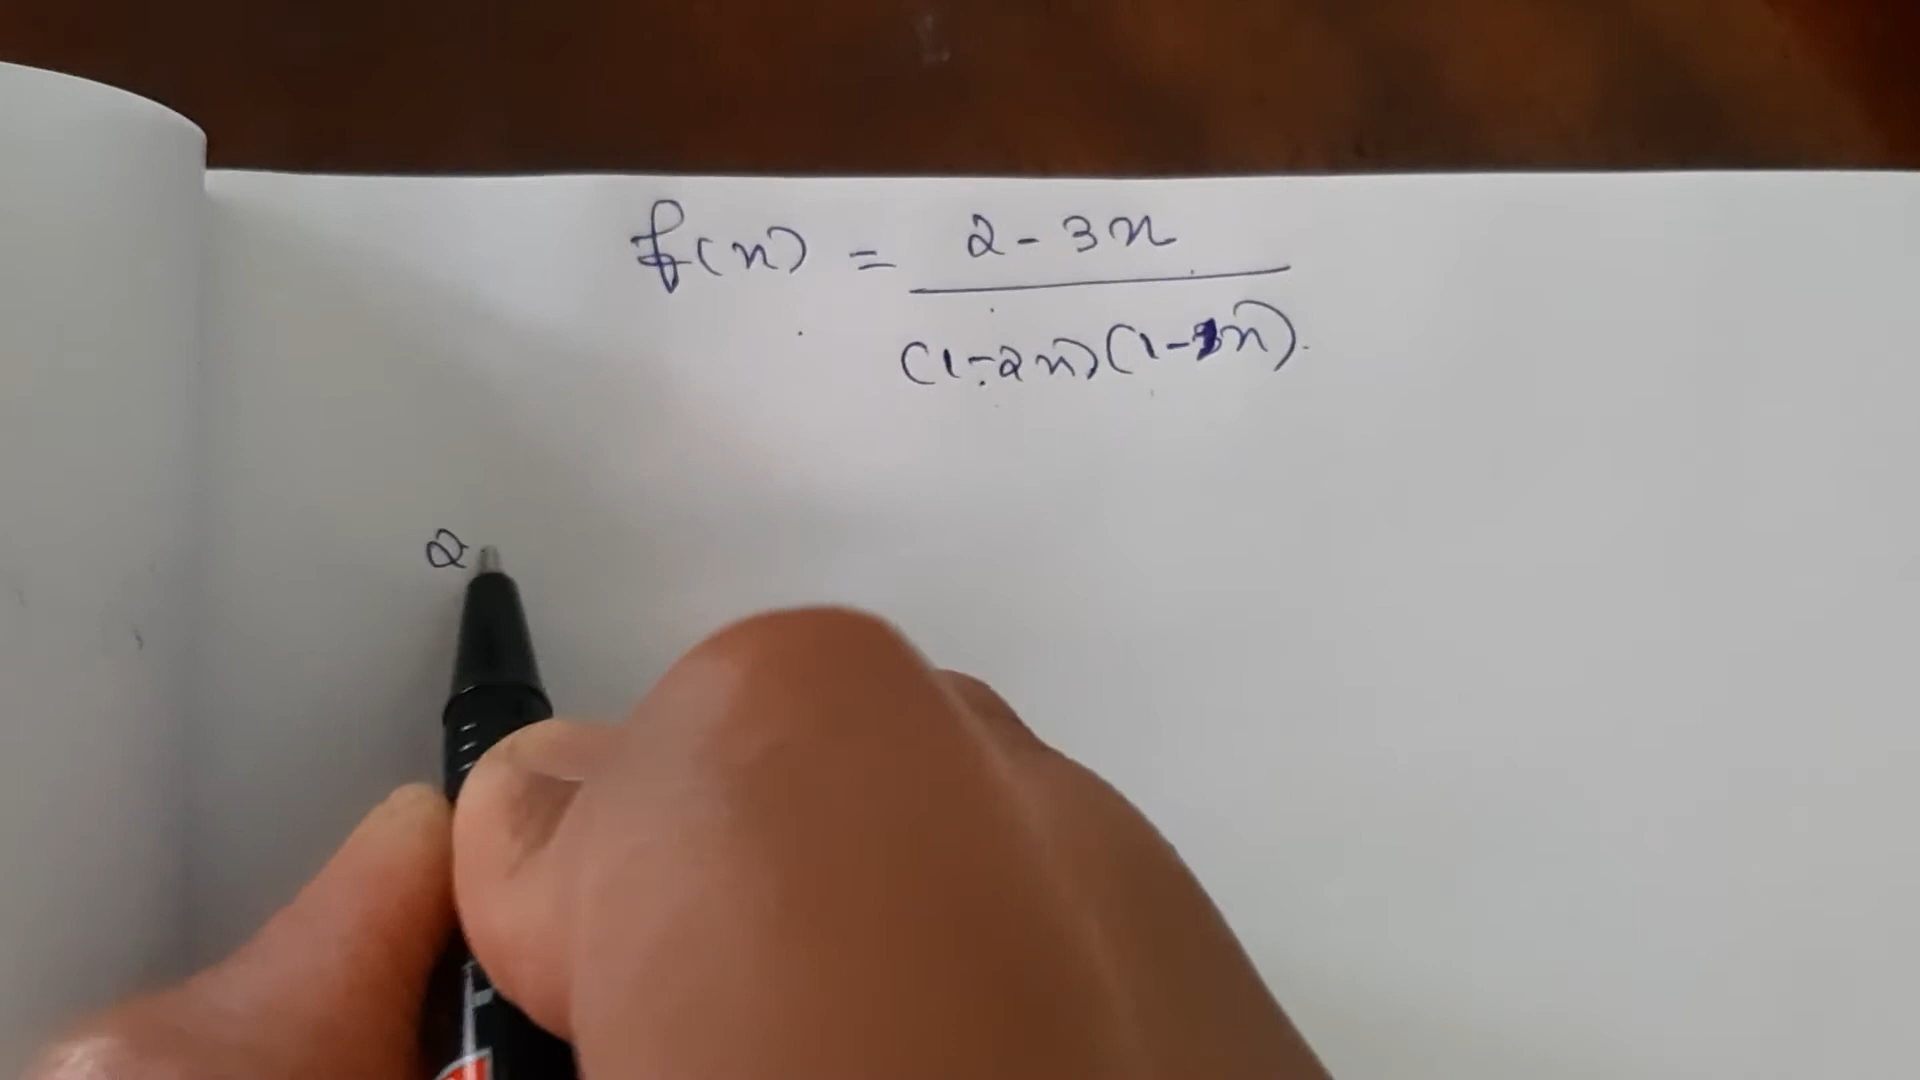 f(x) = 2 - 3x
(1-2x)(1-x).
2